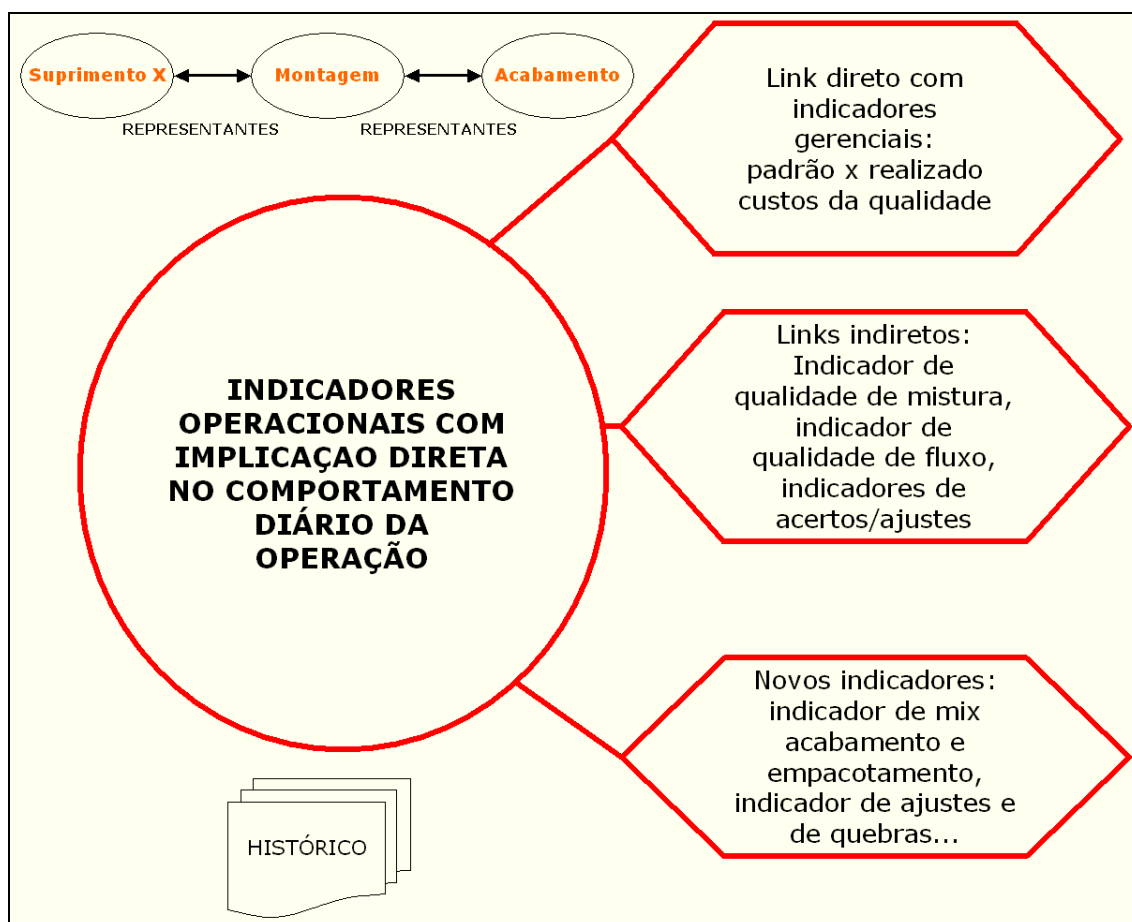 Suprimento X
Montagem
Acabamento
REPRESENTANTES
REPRESENTANTES
Link direto com
indicadores
gerenciais:
padrão x realizado
custos da qualidade
INDICADORES
OPERACIONAIS COM
IMPLICAÇAO DIRETA
NO COMPORTAMENTO
DIÁRIO DA
OPERAÇÃO
Links indiretos:
Indicador de
qualidade de mistura,
indicador de
qualidade de fluxo,
indicadores de
acertos/ajustes
Novos indicadores:
indicador de mix
acabamento e
empacotamento,
indicador de ajustes e
de quebras...
HISTÓRICO